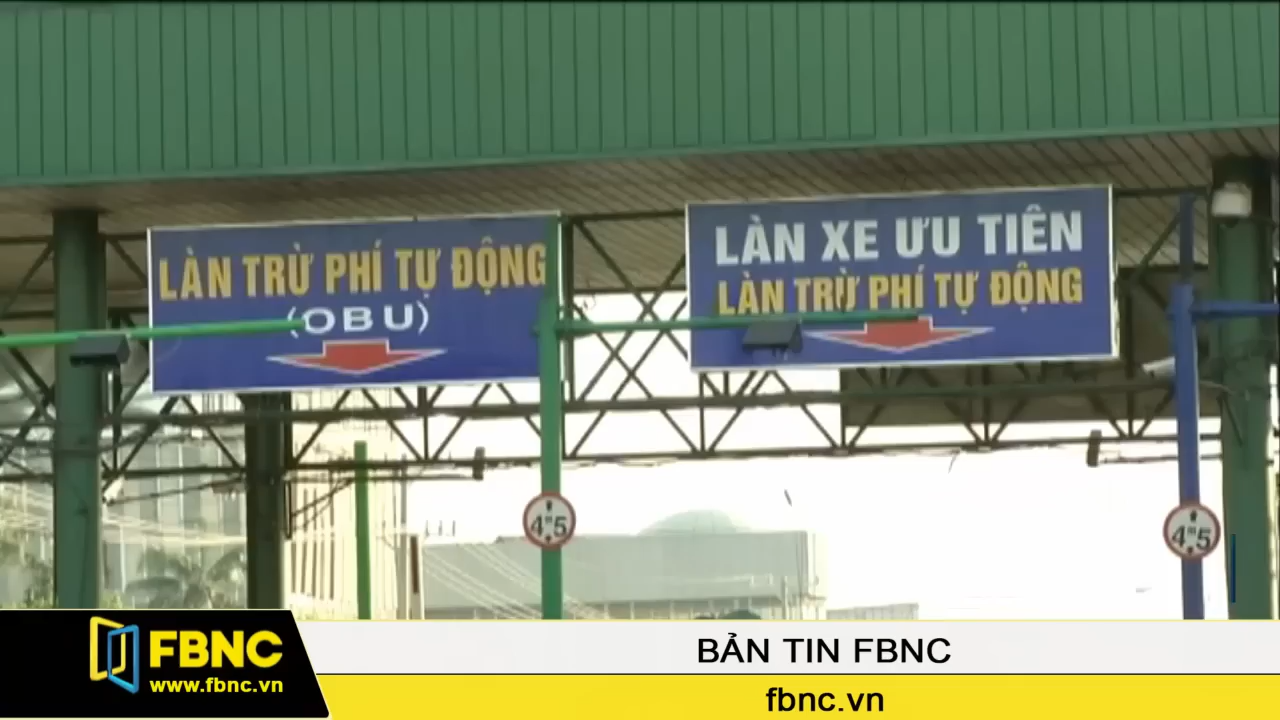 LÀN TRỪ PHÍ TỰ ĐỘNG
(OBU)
LÀN XE ƯU TIÊN
LÀN TRỪ PHÍ TỰ ĐỘNG
4m5
4m5
FBNC
www.fbnc.vn
BẢN TIN FBNC
fbnc.vn